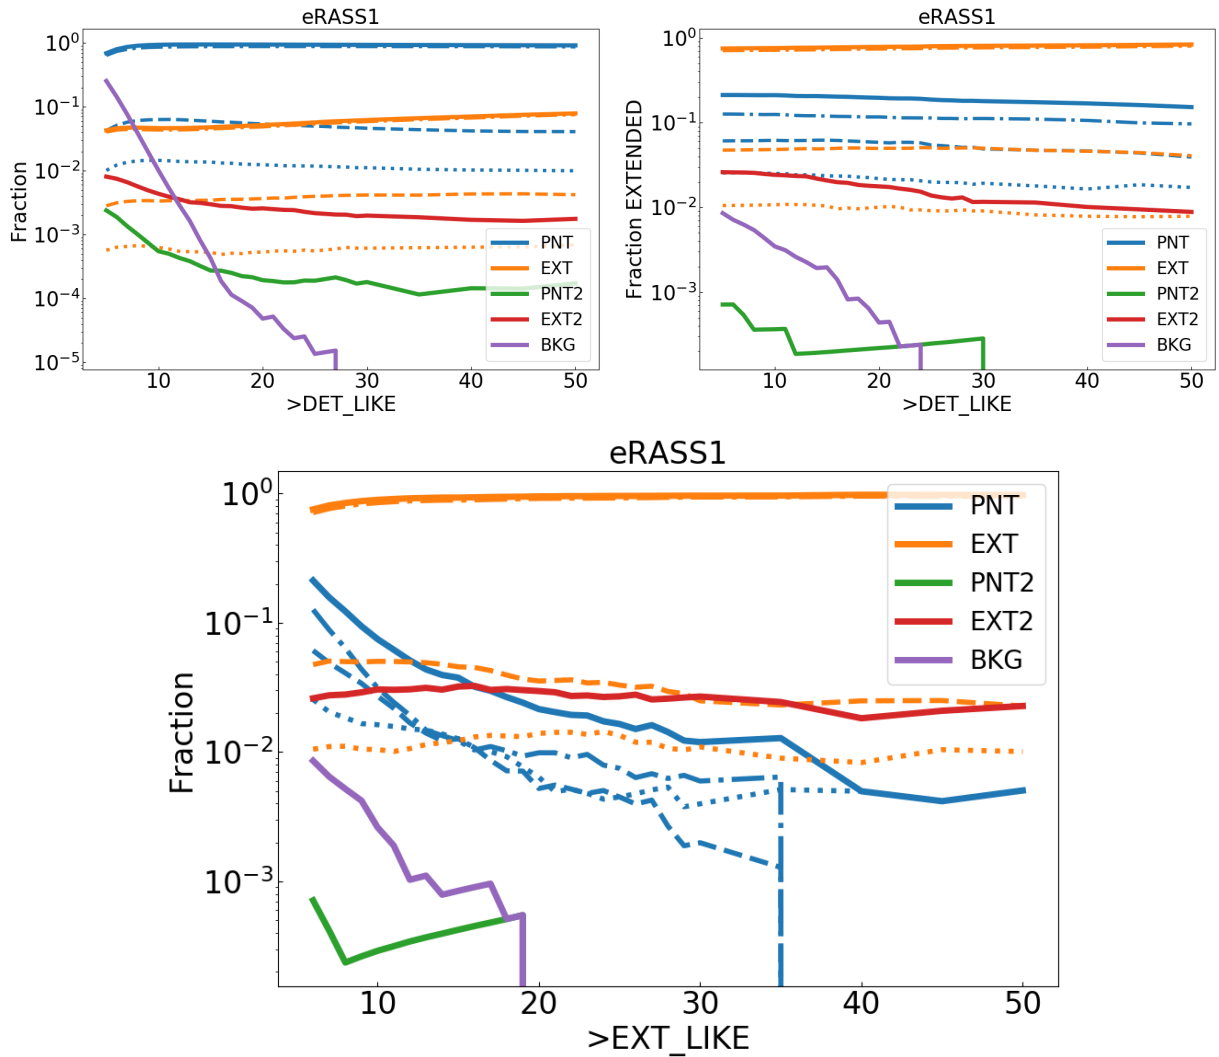 eRASS1
10^0
10^-1
10^-2
10^-3
10^-4
10^-5
Fraction
PNT
EXT
PNT2
EXT2
BKG
10 20 30 40 50
>DET_LIKE
eRASS1
10^0
10^-1
10^-2
10^-3
Fraction EXTENDED
PNT
EXT
PNT2
EXT2
BKG
10 20 30 40 50
>DET_LIKE
eRASS1
10^0
10^-1
10^-2
10^-3
Fraction
PNT
EXT
PNT2
EXT2
BKG
10 20 30 40 50
>EXT_LIKE